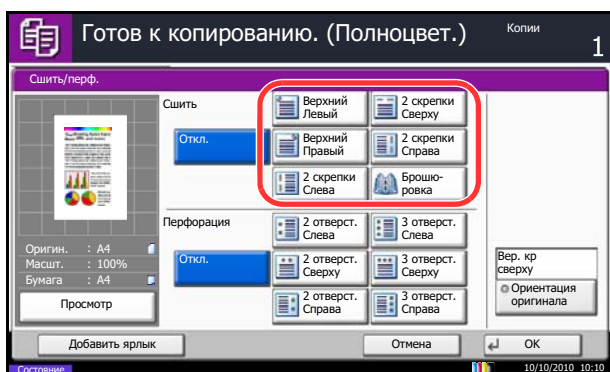 Готов к копированию. (Полноцвет.)
Копии
1
Сшить/перф.
Сшить
Откл.
Верхний
Левый
2 скрепки
Сверху
Верхний
Правый
2 скрепки
Справа
2 скрепки
Слева
Брошю-
ровка
Перфорация
Откл.
2 отверст.
Слева
3 отверст.
Слева
2 отверст.
Сверху
3 отверст.
Сверху
2 отверст.
Справа
3 отверст.
Справа
Оригин. : A4
Масшт. : 100%
Бумага : A4
Просмотр
Вер. кр
сверху
Ориентация
оригинала
Добавить ярлык
Отмена
OK
Состояние
10/10/2010 10:10